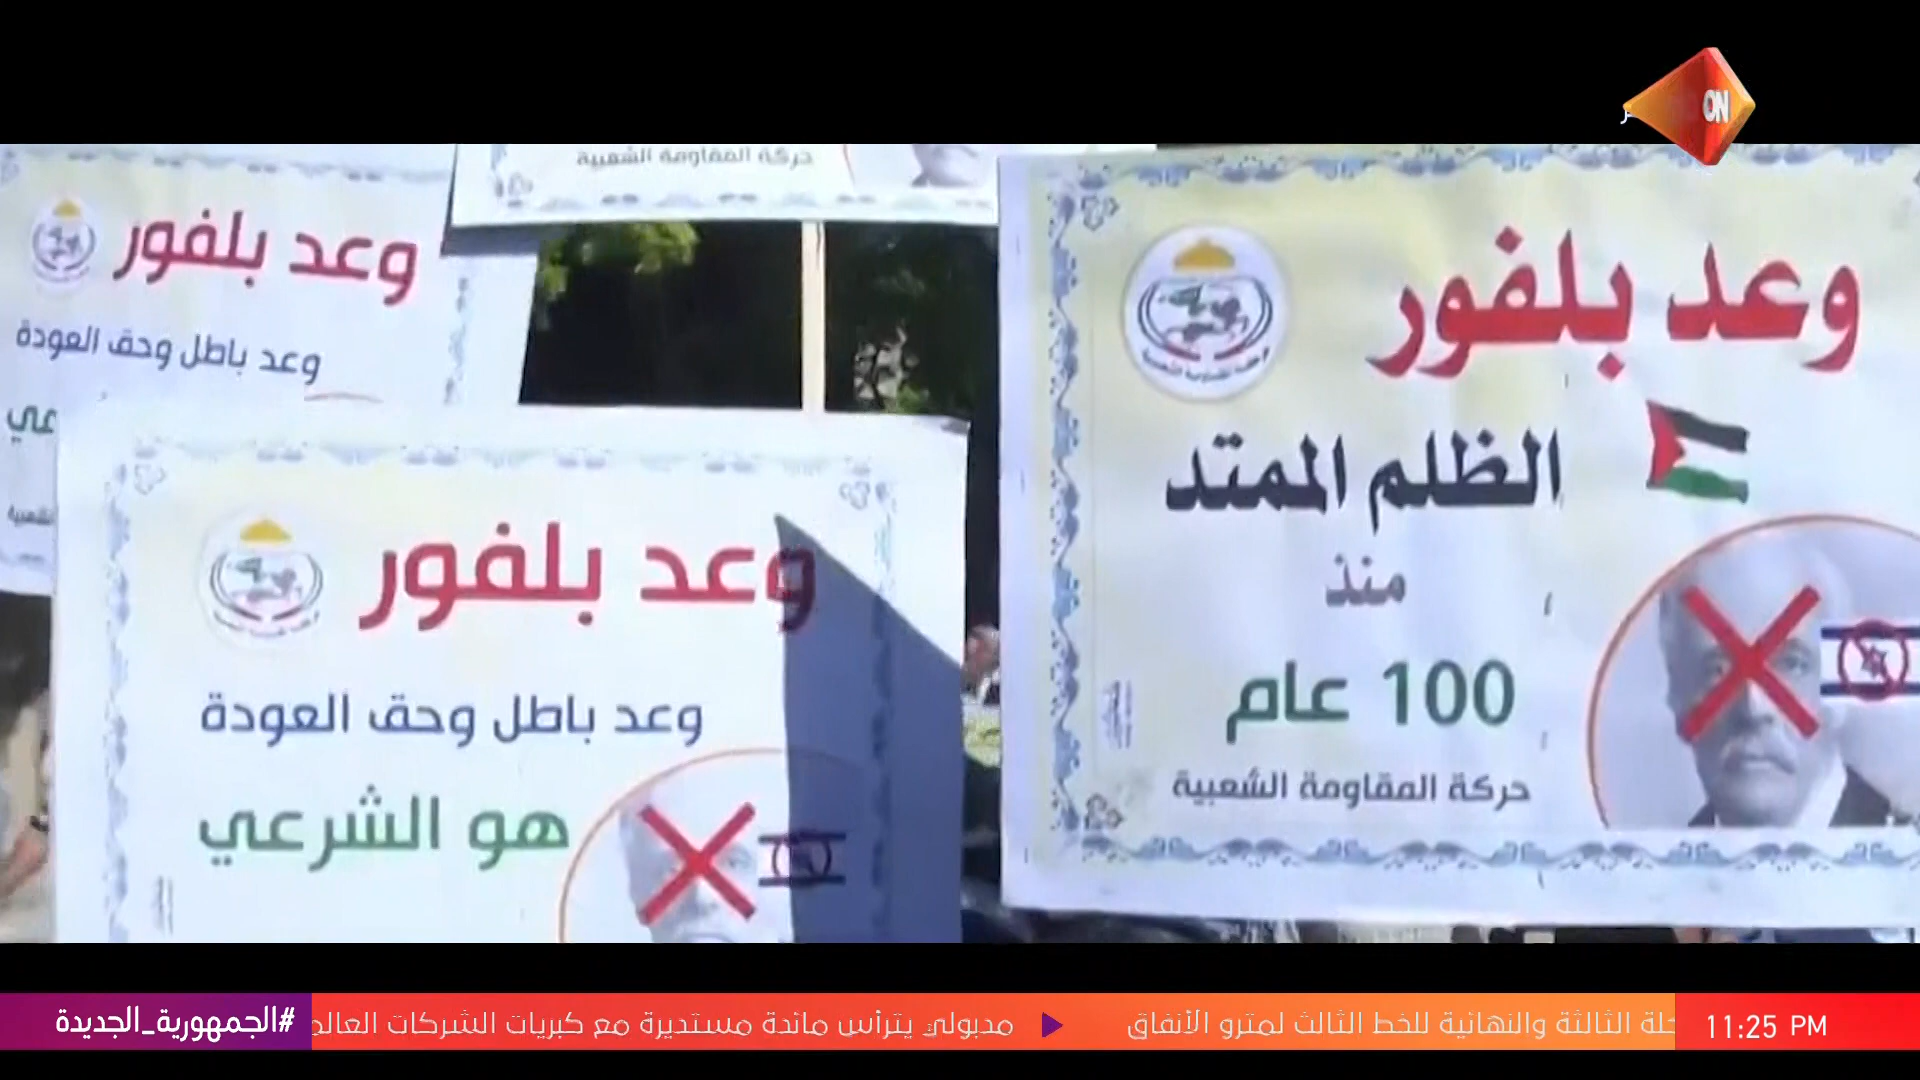 ON
حركة المقاومة الشعبية
وعد بلفور
وعد باطل وحق العودة
وعد بلفور
الظلم الممتد
منذ
100 عام
حركة المقاومة الشعبية
وعد بلفور
وعد باطل وحق العودة
هو الشرعي
11:25 PM
الثالثة والنهائية للخط الثالث لمترو الأنفاق
مدبولي يترأس مائدة مستديرة مع كبريات الشركات
#الجمهورية_الجديدة